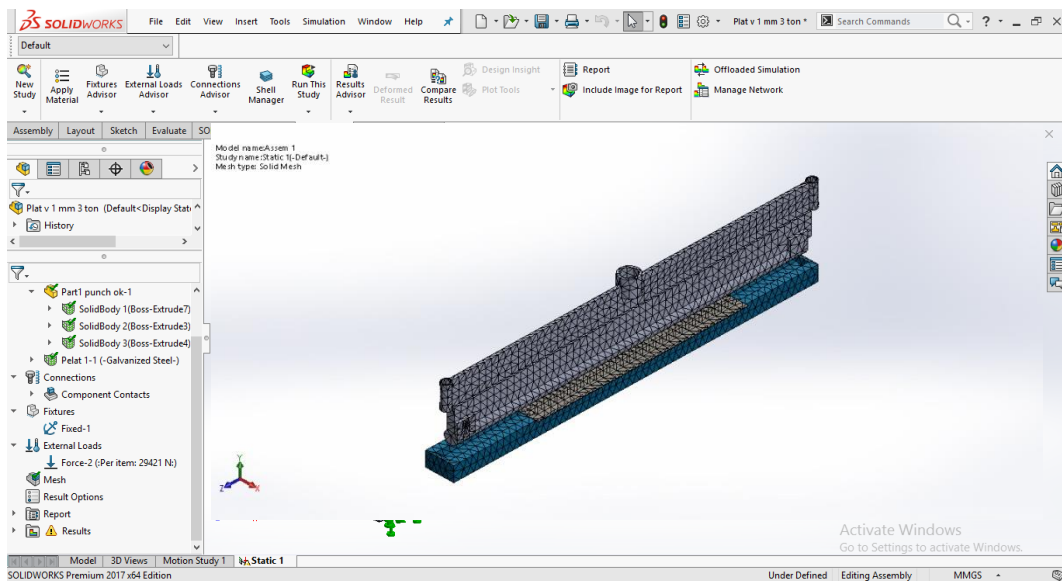 SOLIDWORKS File Edit View Insert Tools Simulation Window Help Plat v 1 mm 3 ton * Search Commands ?
Default
New Study
Apply Material
Fixtures Advisor
External Loads Advisor
Connections Advisor
Shell Manager
Run This Study
Results Advisor
Deformed Result
Compare Results
Design Insight
Plot Tools
Report
Include Image for Report
Offloaded Simulation
Manage Network
Assembly Layout Sketch Evaluate SO
Model name:Assem 1
Study name:Static 1(-Default-)
Mesh type: Solid Mesh
Plat v 1 mm 3 ton (Default<Display State
History
Part1 punch ok-1
SolidBody 1(Boss-Extrude7)
SolidBody 2(Boss-Extrude3)
SolidBody 3(Boss-Extrude4)
Pelat 1-1 (-Galvanized Steel-)
Connections
Component Contacts
Fixtures
Fixed-1
External Loads
Force-2 (:Per item: 29421 N:)
Mesh
Result Options
Report
Results
Y
Z
X
Activate Windows
Go to Settings to activate Windows.
Model 3D Views Motion Study 1 Static 1
SOLIDWORKS Premium 2017 x64 Edition Under Defined Editing Assembly MMGS